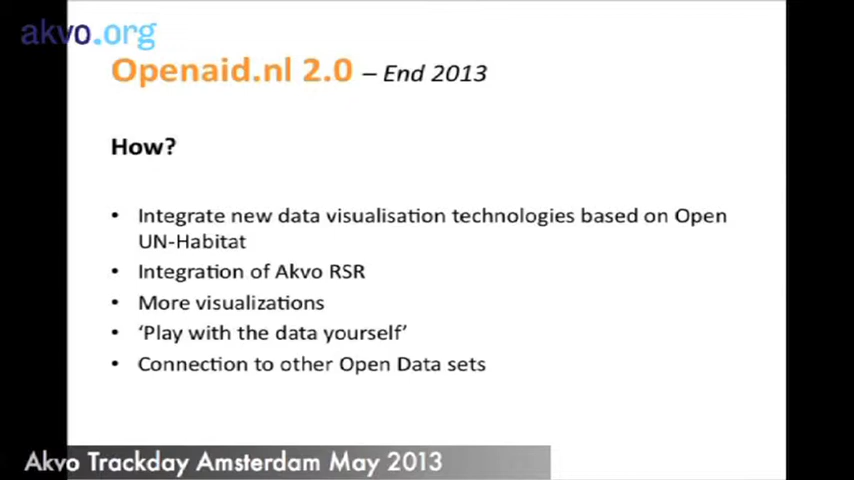 akvo.org
Openaid.nl 2.0 – End 2013
How?
• Integrate new data visualisation technologies based on Open
UN-Habitat
• Integration of Akvo RSR
• More visualizations
• ‘Play with the data yourself’
• Connection to other Open Data sets
Akvo Trackday Amsterdam May 2013